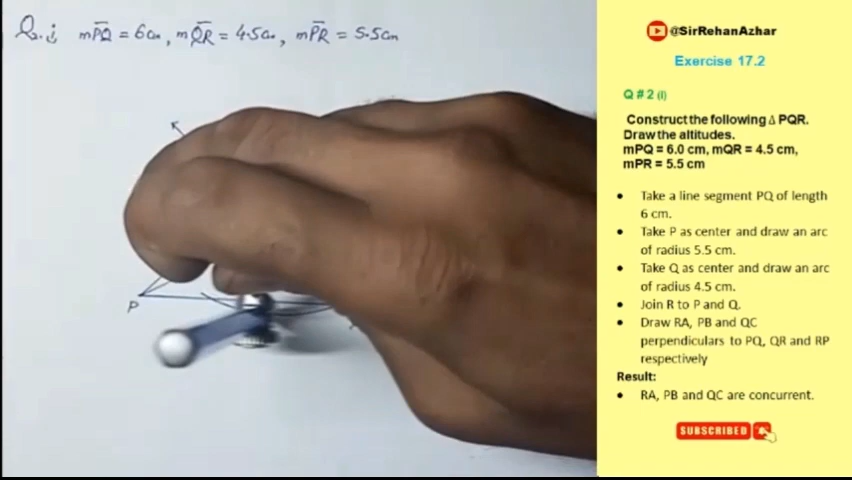 Q.i mPQ = 6cm, mQR = 4.5cm, mPR = 5.5cm
P
@SirRehanAzhar
Exercise 17.2
Q # 2 (I)
Construct the following Δ PQR.
Draw the altitudes.
mPQ = 6.0 cm, mQR = 4.5 cm,
mPR = 5.5 cm
• Take a line segment PQ of length
6 cm.
• Take P as center and draw an arc
of radius 5.5 cm.
• Take Q as center and draw an arc
of radius 4.5 cm.
• Join R to P and Q.
• Draw RA, PB and QC
perpendiculars to PQ, QR and RP
respectively
Result:
• RA, PB and QC are concurrent.
SUBSCRIBED